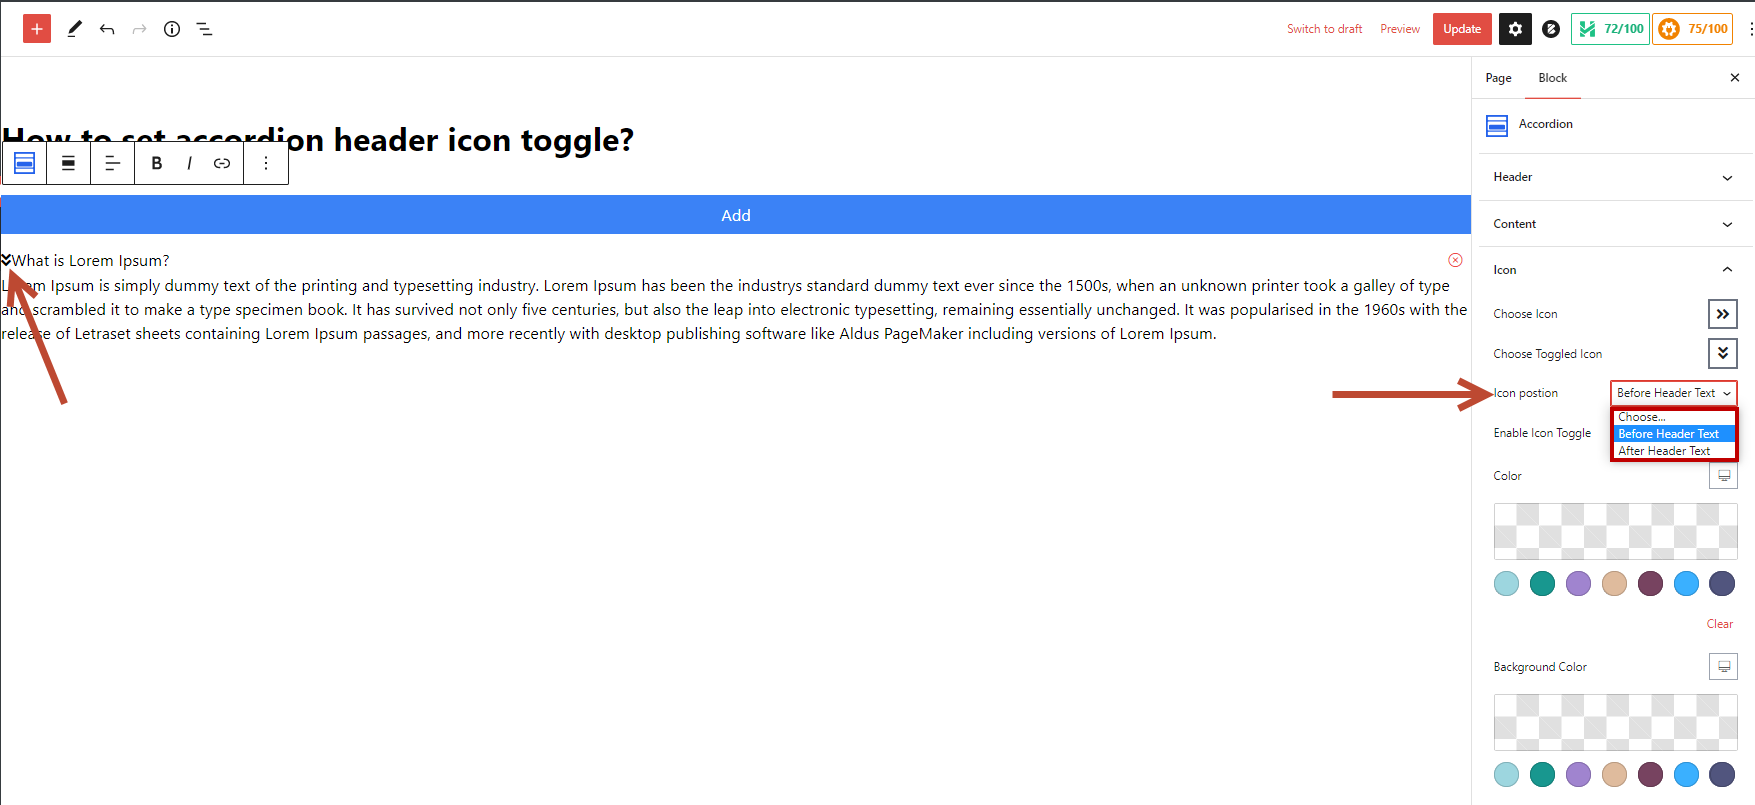 Switch to draft
Preview
Update
72/100
75/100
Page
Block
How to set accordion header icon toggle?
B
I
Add
What is Lorem Ipsum?
Lorem Ipsum is simply dummy text of the printing and typesetting industry. Lorem Ipsum has been the industrys standard dummy text ever since the 1500s, when an unknown printer took a galley of type
and scrambled it to make a type specimen book. It has survived not only five centuries, but also the leap into electronic typesetting, remaining essentially unchanged. It was popularised in the 1960s with the
release of Letraset sheets containing Lorem Ipsum passages, and more recently with desktop publishing software like Aldus PageMaker including versions of Lorem Ipsum.
Accordion
Header
Content
Icon
Choose Icon
Choose Toggled Icon
Icon postion
Before Header Text
Choose...
Before Header Text
After Header Text
Enable Icon Toggle
Color
Clear
Background Color